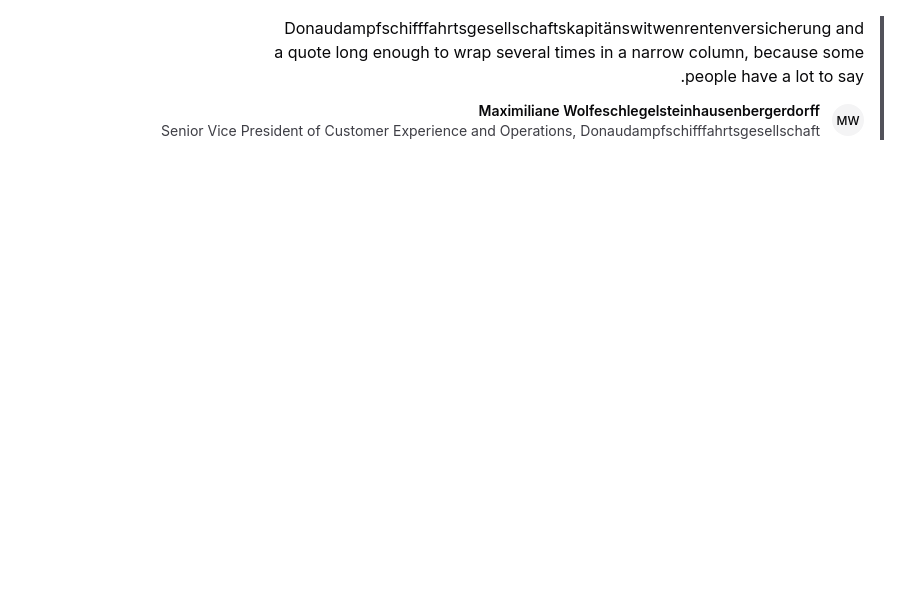 Donaudampfschifffahrtsgesellschaftskapitänswitwenrentenversicherung and
a quote long enough to wrap several times in a narrow column, because some
.people have a lot to say
Maximiliane Wolfeschlegelsteinhausenbergerdorff
Senior Vice President of Customer Experience and Operations, Donaudampfschifffahrtsgesellschaft
MW